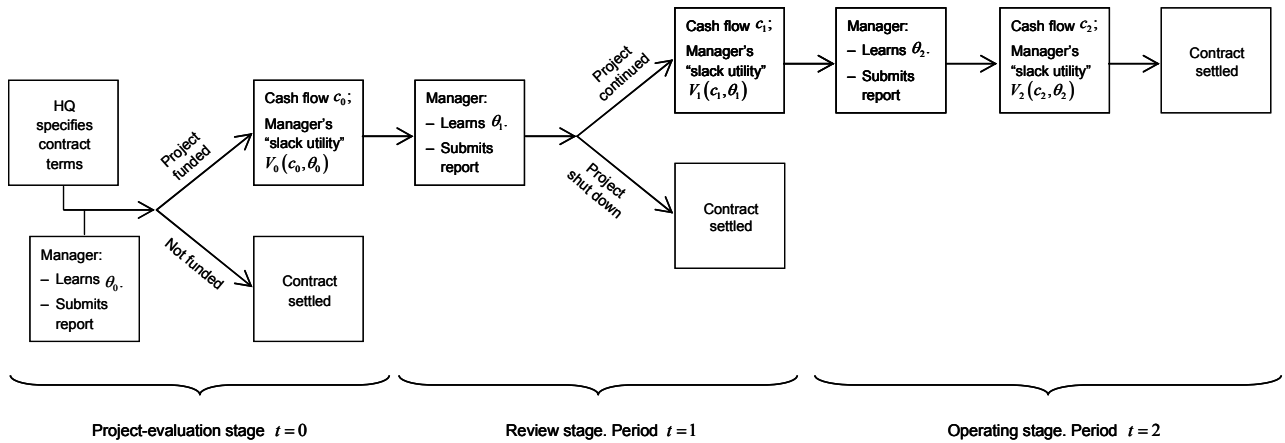 HQ
specifies
contract
terms
Manager:
– Learns θ₀.
– Submits
report
Project
funded
Not funded
Cash flow c₀;
Manager's
“slack utility”
V₀(c₀,θ₀)
Contract
settled
Manager:
– Learns θ₁.
– Submits
report
Project
continued
Project
shut down
Cash flow c₁;
Manager's
“slack utility”
V₁(c₁,θ₁)
Contract
settled
Manager:
– Learns θ₂.
– Submits
report
Cash flow c₂;
Manager's
“slack utility”
V₂(c₂,θ₂)
Contract
settled
Project-evaluation stage t=0
Review stage. Period t=1
Operating stage. Period t=2